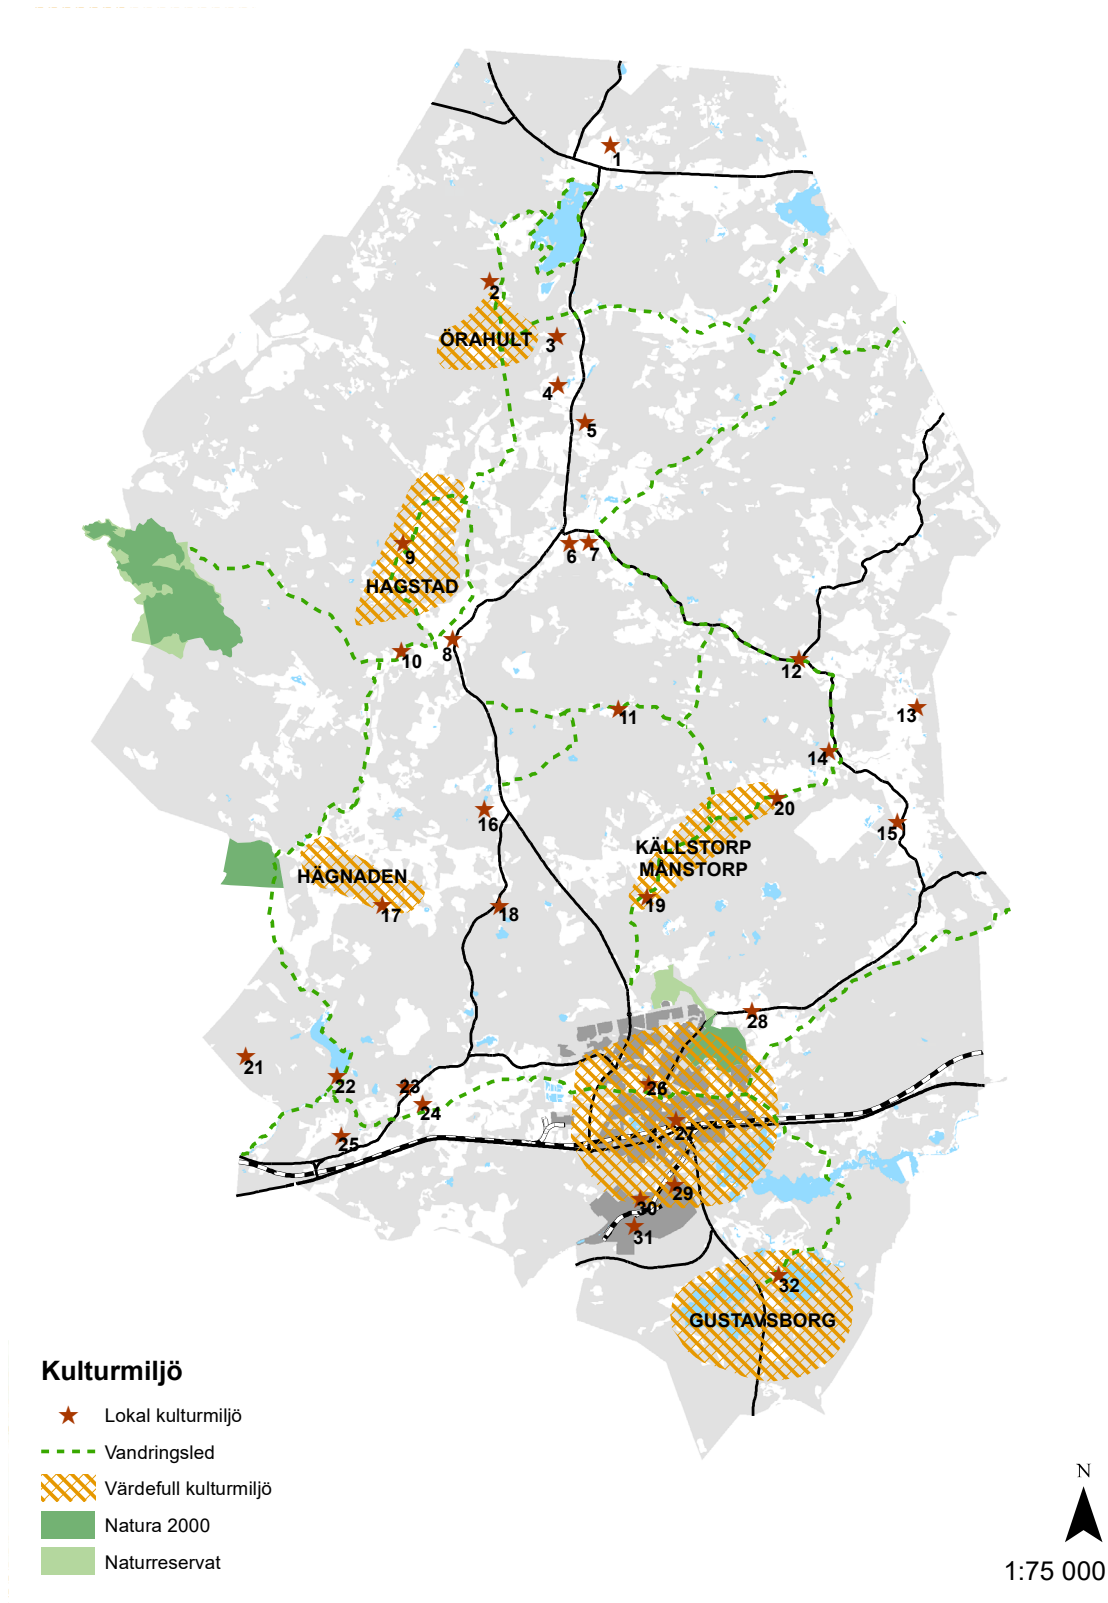 1
2
ÖRAHULT
3
4
5
6
7
9
HAGSTAD
8
10
12
11
13
14
16
20
15
KÄLLSTORP
MÅNSTORP
HÄGNADEN
19
17
18
28
21
22
23
26
24
27
25
29
30
31
32
GUSTAVSBORG
Kulturmiljö
Lokal kulturmiljö
Vandringsled
Värdefull kulturmiljö
Natura 2000
Naturreservat
N
1:75 000